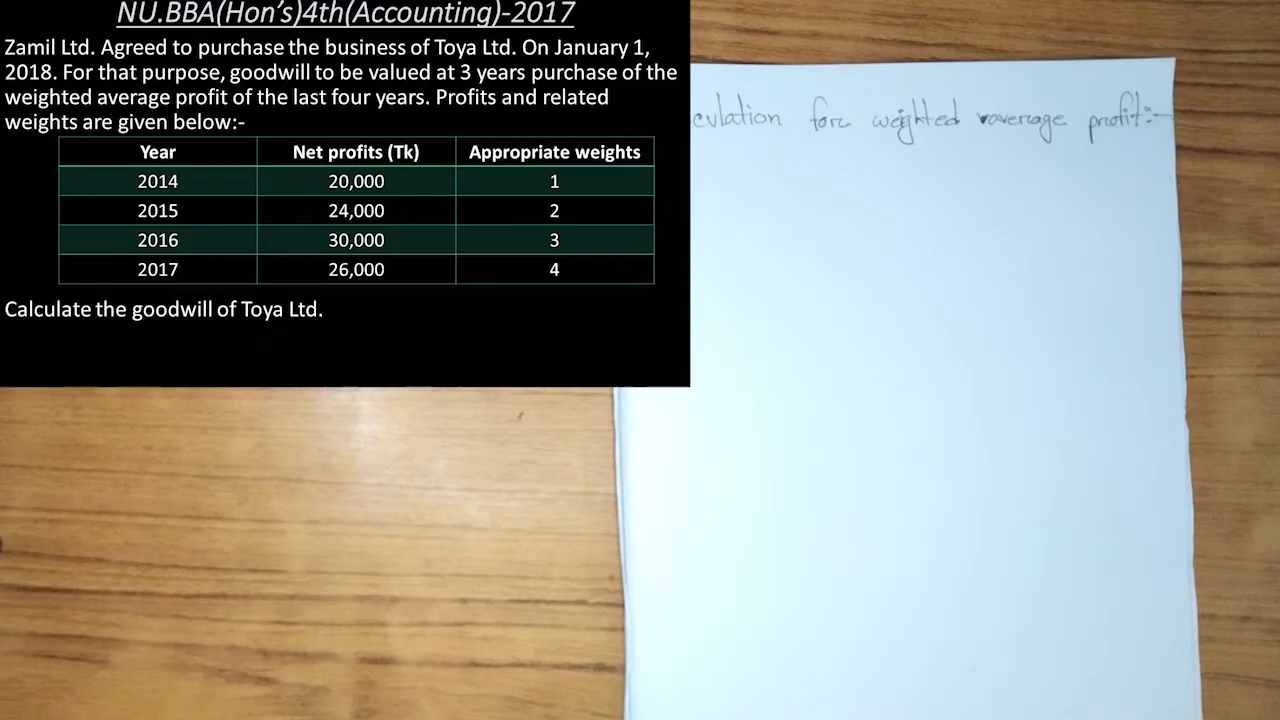 NU.BBA(Hon's)4th(Accounting)-2017
Zamil Ltd. Agreed to purchase the business of Toya Ltd. On January 1,
2018. For that purpose, goodwill to be valued at 3 years purchase of the
weighted average profit of the last four years. Profits and related
weights are given below:-
Year Net profits (Tk) Appropriate weights
2014 20,000 1
2015 24,000 2
2016 30,000 3
2017 26,000 4
Calculate the goodwill of Toya Ltd.
culation for weighted average profit:-